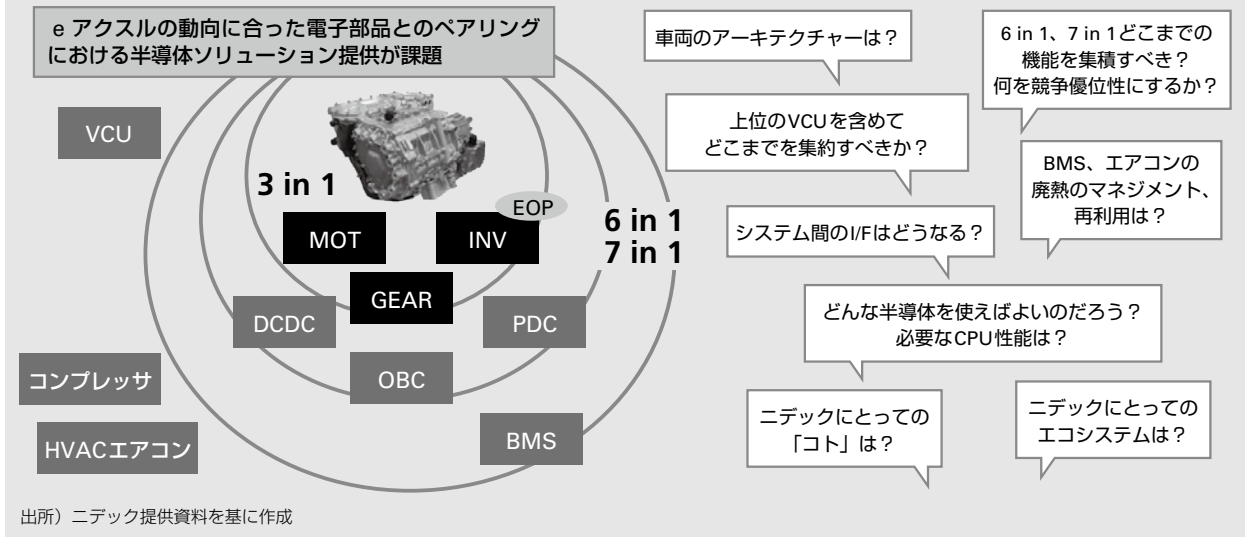 e アクスルの動向に合った電子部品とのペアリング
における半導体ソリューション提供が課題
VCU
3 in 1
EOP
MOT
INV
GEAR
6 in 1
7 in 1
DCDC
PDC
OBC
コンプレッサ
HVACエアコン
BMS
車両のアーキテクチャーは？
6 in 1、7 in 1どこまでの
機能を集積すべき？
何を競争優位性にするか？
上位のVCUを含めて
どこまでを集約すべきか？
BMS、エアコンの
廃熱のマネジメント、
再利用は？
システム間のI/Fはどうなる？
どんな半導体を使えばよいのだろう？
必要なCPU性能は？
ニデックにとっての
「コト」は？
ニデックにとっての
エコシステムは？
出所）ニデック提供資料を基に作成